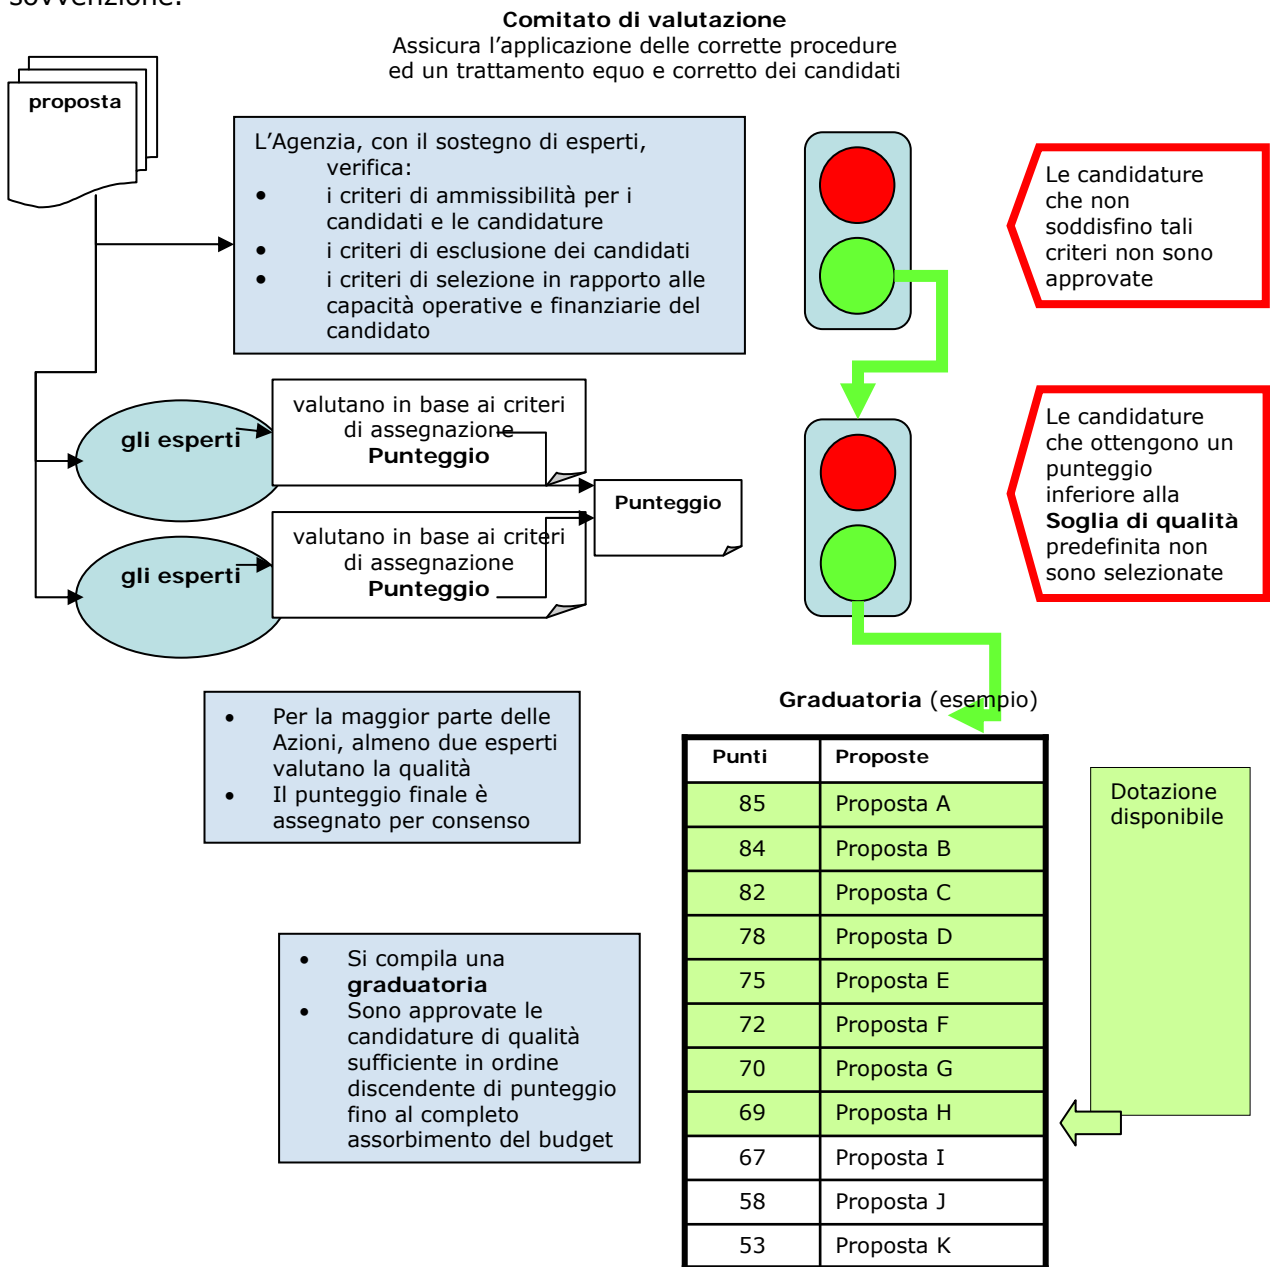 sovvenzione.
Comitato di valutazione
Assicura l’applicazione delle corrette procedure
ed un trattamento equo e corretto dei candidati
proposta
L’Agenzia, con il sostegno di esperti,
verifica:
• i criteri di ammissibilità per i
candidati e le candidature
• i criteri di esclusione dei candidati
• i criteri di selezione in rapporto alle
capacità operative e finanziarie del
candidato
Le candidature
che non
soddisfino tali
criteri non sono
approvate
gli esperti
valutano in base ai criteri
di assegnazione
Punteggio
Punteggio
gli esperti
valutano in base ai criteri
di assegnazione
Punteggio
Le candidature
che ottengono un
punteggio
inferiore alla
Soglia di qualità
predefinita non
sono selezionate
• Per la maggior parte delle
Azioni, almeno due esperti
valutano la qualità
• Il punteggio finale è
assegnato per consenso
• Si compila una
graduatoria
• Sono approvate le
candidature di qualità
sufficiente in ordine
discendente di punteggio
fino al completo
assorbimento del budget
Graduatoria (esempio)
Punti Proposte
85 Proposta A
84 Proposta B
82 Proposta C
78 Proposta D
75 Proposta E
72 Proposta F
70 Proposta G
69 Proposta H
67 Proposta I
58 Proposta J
53 Proposta K
Dotazione
disponibile